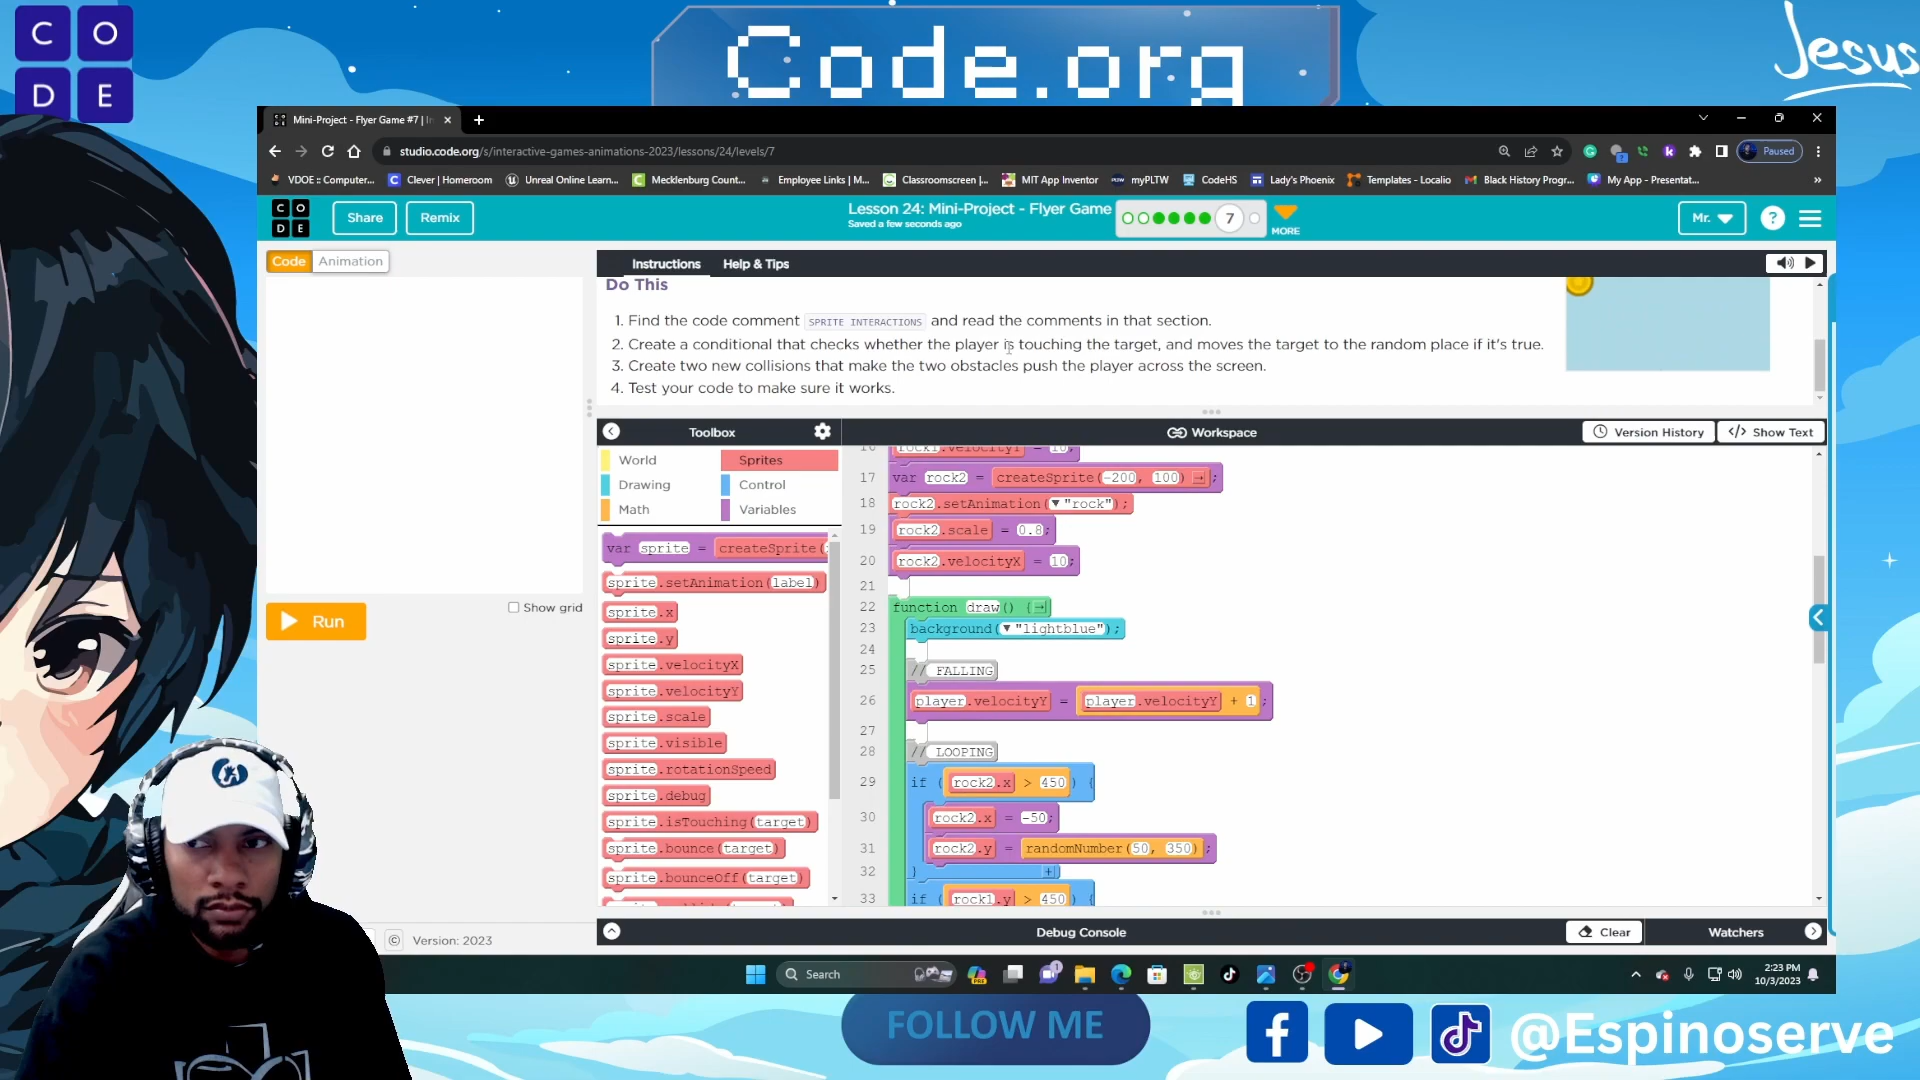 C O
D E
Code.org
Jesus
Mini-Project - Flyer Game #7 | In
studio.code.org/s/interactive-games-animations-2023/lessons/24/levels/7
Paused
VDOE :: Computer...
Clever | Homeroom
Unreal Online Learn...
Mecklenburg Count...
Employee Links | M...
Classroomscreen |...
MIT App Inventor
myPLTW
CodeHS
Lady's Phoenix
Templates - Localio
Black History Progr...
My App - Presentat...
C O
D E
Share
Remix
Lesson 24: Mini-Project - Flyer Game
Saved a few seconds ago
7
MORE
Mr.
?
Code
Animation
Instructions
Help & Tips
Do This
1. Find the code comment SPRITE INTERACTIONS and read the comments in that section.
2. Create a conditional that checks whether the player is touching the target, and moves the target to the random place if it's true.
3. Create two new collisions that make the two obstacles push the player across the screen.
4. Test your code to make sure it works.
Toolbox
Workspace
Version History
</> Show Text
World
Sprites
Drawing
Control
Math
Variables
var sprite = createSprite(
sprite.setAnimation(label)
sprite.x
sprite.y
sprite.velocityX
sprite.velocityY
sprite.scale
sprite.visible
sprite.rotationSpeed
sprite.debug
sprite.isTouching(target)
sprite.bounce(target)
sprite.bounceOff(target)
16 rock1.velocityY = 10;
17 var rock2 = createSprite(-200, 100);
18 rock2.setAnimation("rock");
19 rock2.scale = 0.8;
20 rock2.velocityX = 10;
21
22 function draw() {
23 background("lightblue");
24
25 // FALLING
26 player.velocityY = player.velocityY + 1;
27
28 // LOOPING
29 if (rock2.x > 450) {
30 rock2.x = -50;
31 rock2.y = randomNumber(50, 350);
32 } +
33 if (rock1.y > 450) {
Run
Show grid
© Version: 2023
Debug Console
Clear
Watchers
Search
2:23 PM
10/3/2023
FOLLOW ME
@Espinoserve